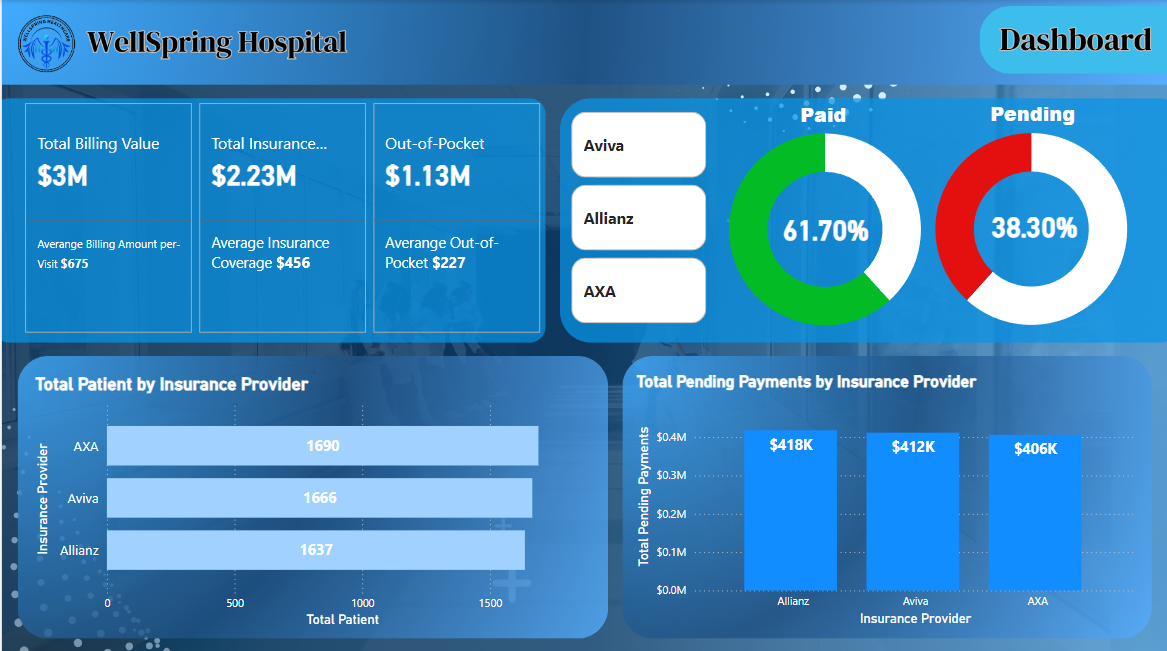 WELLSPRING HEALTHCARE
WellSpring Hospital
Dashboard
Total Billing Value
$3M
Averange Billing Amount per-
Visit $675
Total Insurance...
$2.23M
Average Insurance
Coverage $456
Out-of-Pocket
$1.13M
Averange Out-of-
Pocket $227
Aviva
Allianz
AXA
Paid
61.70%
Pending
38.30%
Total Patient by Insurance Provider
Insurance Provider
AXA
1690
Aviva
1666
Allianz
1637
0
500
1000
1500
Total Patient
Total Pending Payments by Insurance Provider
Total Pending Payments
$0.4M
$0.3M
$0.2M
$0.1M
$0.0M
$418K
$412K
$406K
Allianz
Aviva
AXA
Insurance Provider